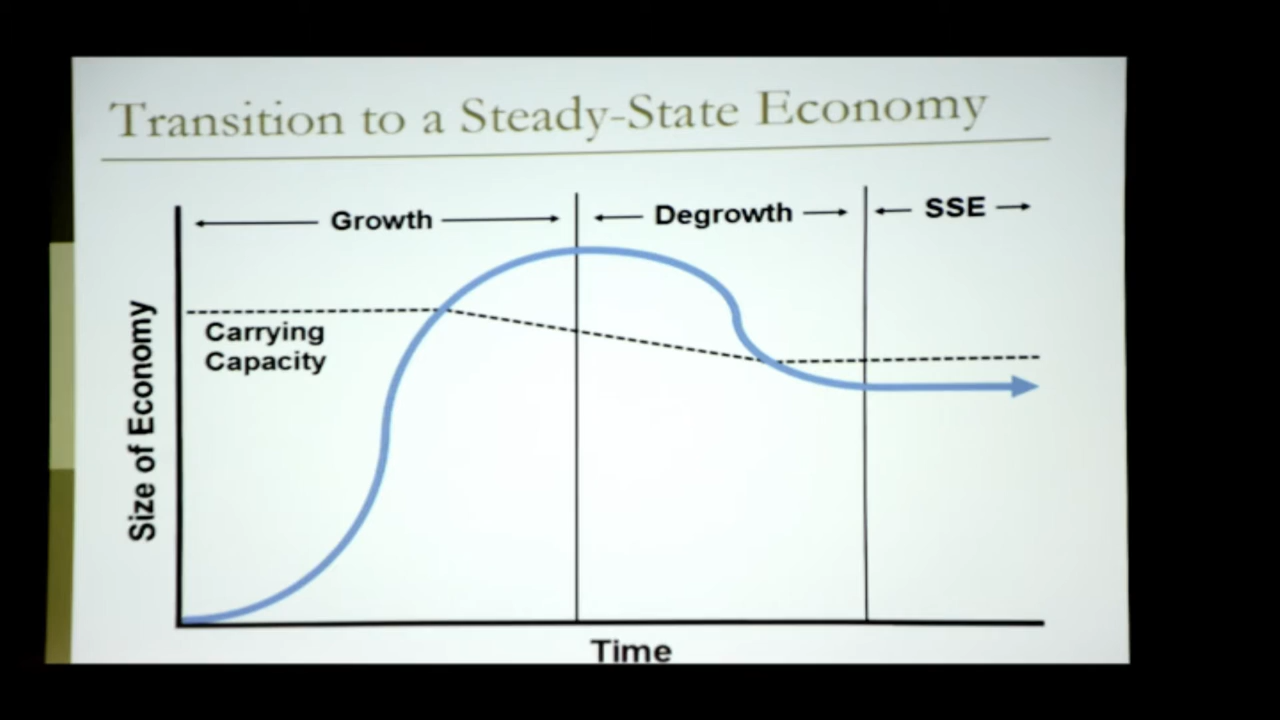 Transition to a Steady-State Economy
Growth
Degrowth
SSE
Carrying
Capacity
Size of Economy
Time